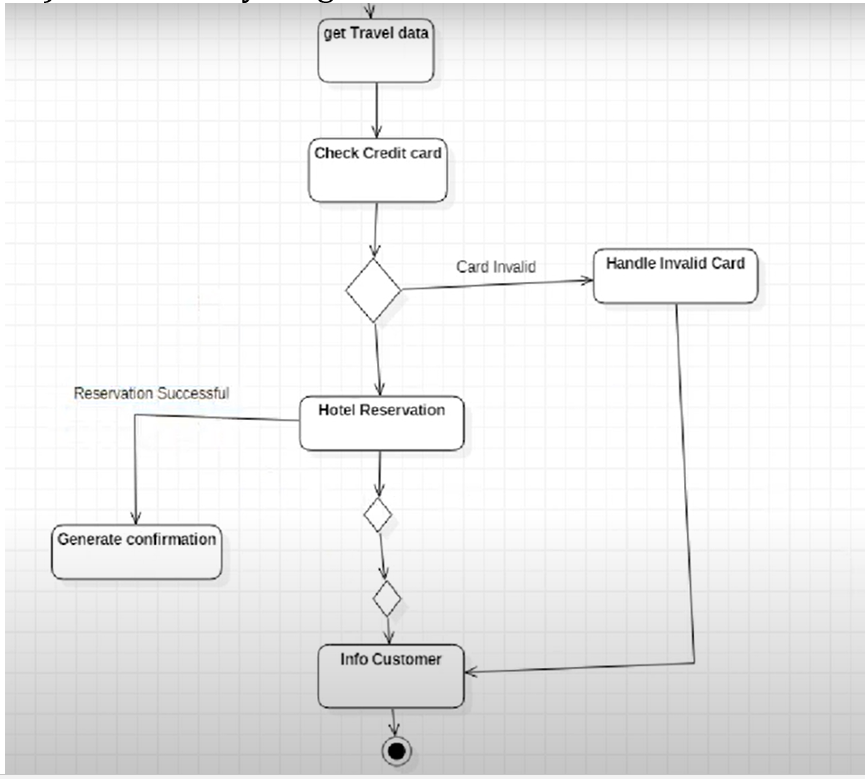 get Travel data
Check Credit card
Card Invalid
Handle Invalid Card
Reservation Successful
Hotel Reservation
Generate confirmation
Info Customer